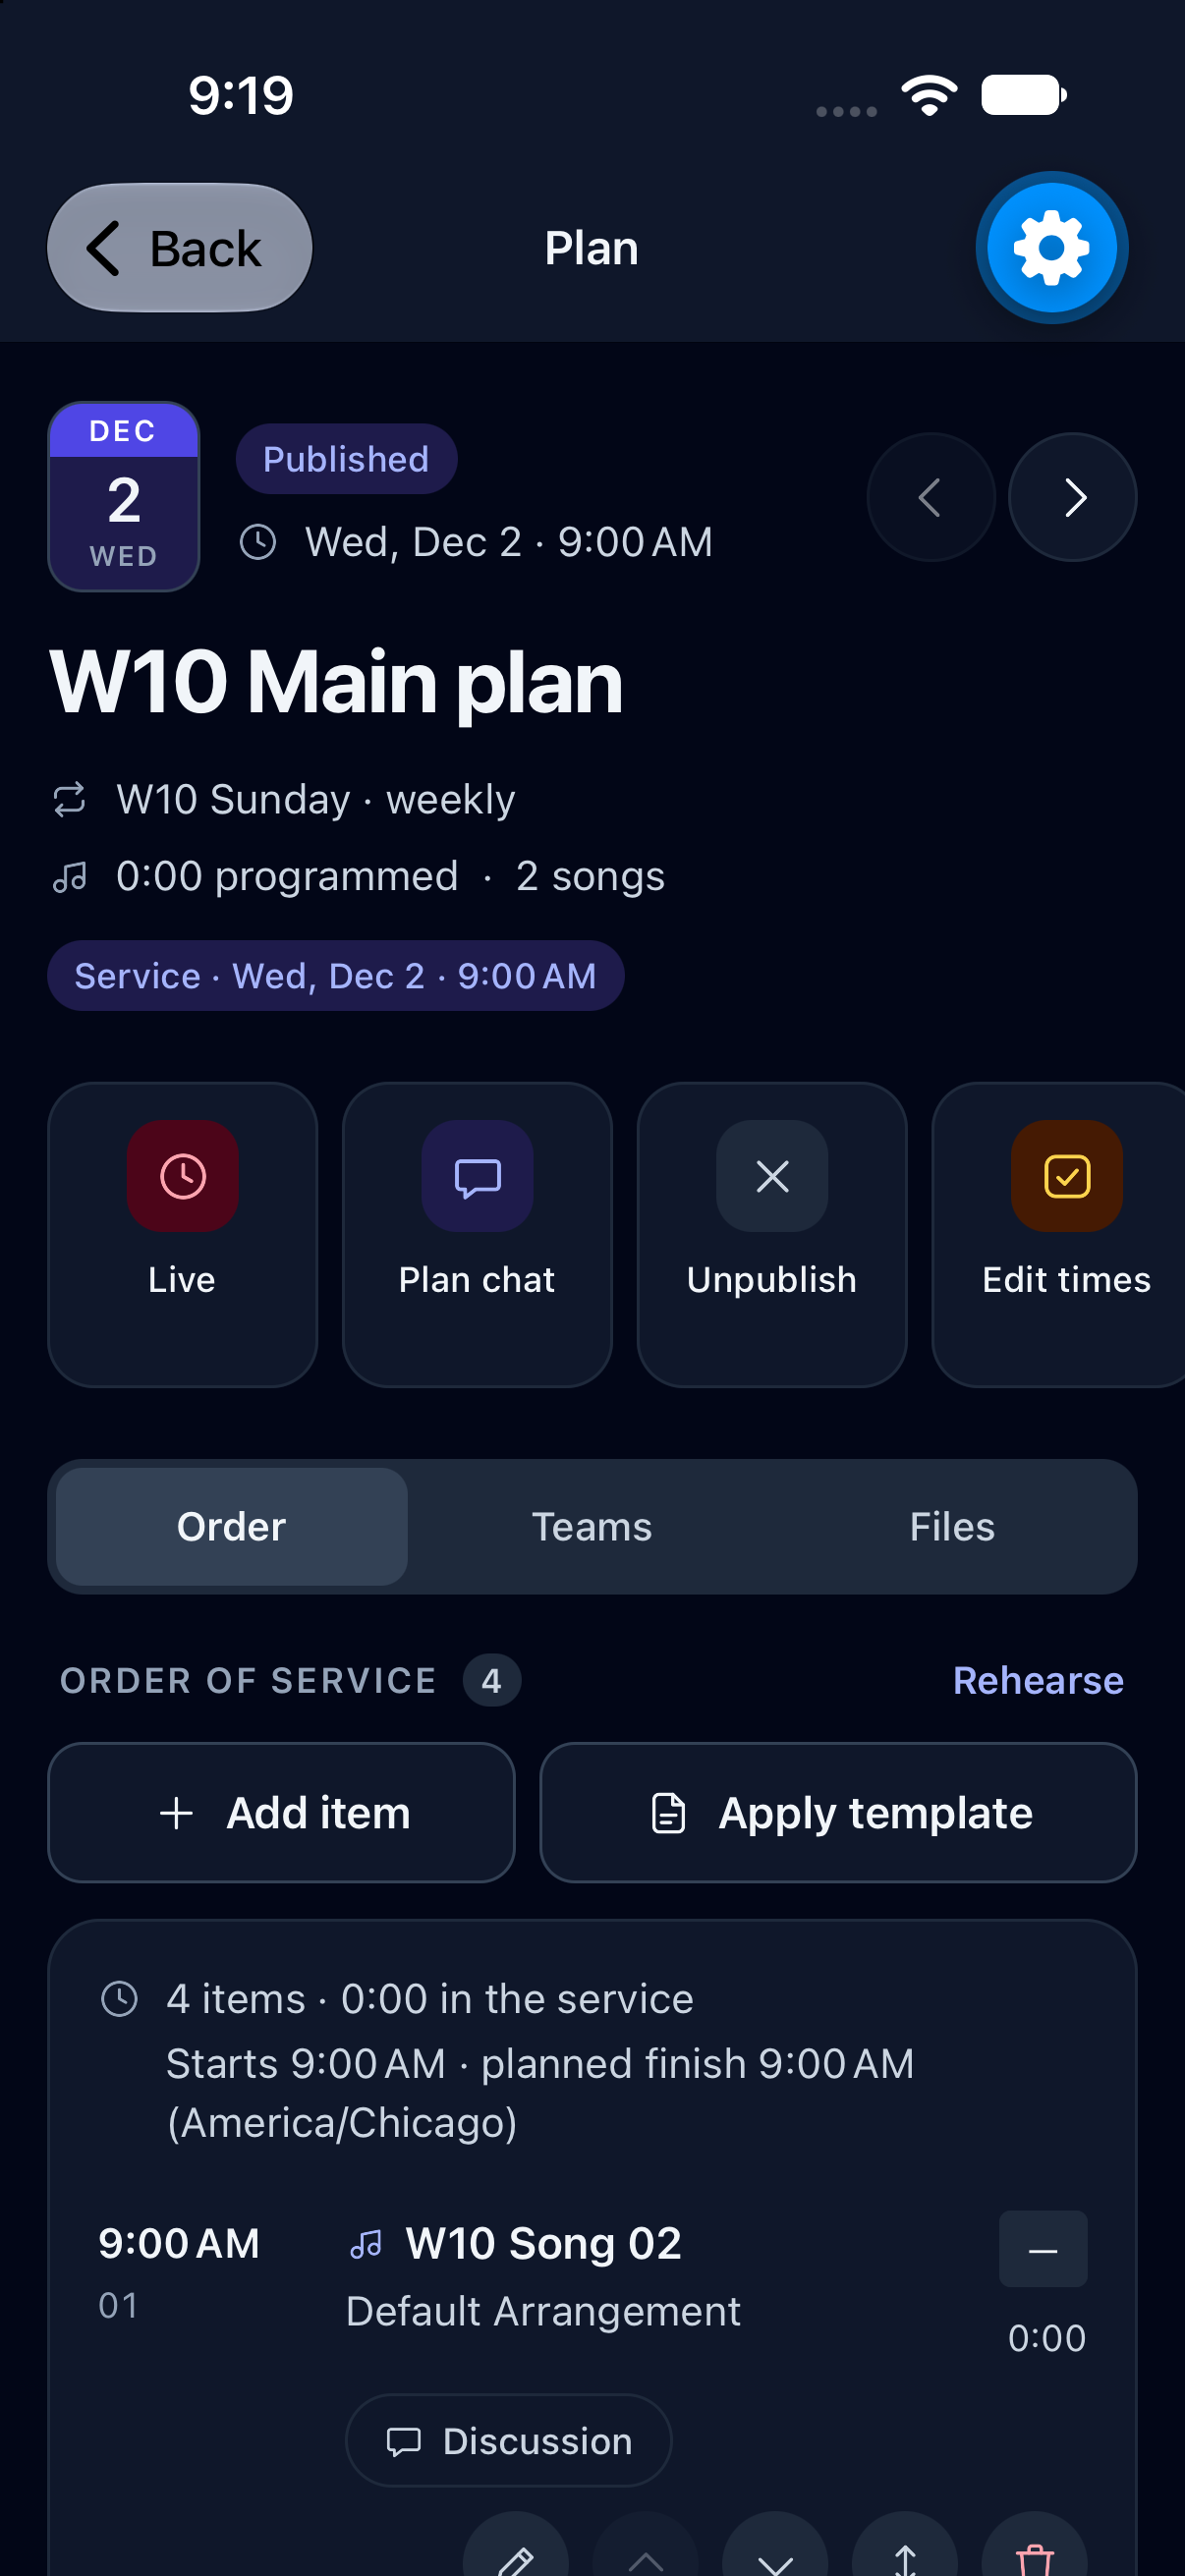 9:19
Back
Plan
DEC
2
WED
Published
Wed, Dec 2 · 9:00 AM
W10 Main plan
W10 Sunday · weekly
0:00 programmed · 2 songs
Service · Wed, Dec 2 · 9:00 AM
Live
Plan chat
Unpublish
Edit times
Order
Teams
Files
ORDER OF SERVICE 4
Rehearse
Add item
Apply template
4 items · 0:00 in the service
Starts 9:00 AM · planned finish 9:00 AM
(America/Chicago)
9:00 AM
01
W10 Song 02
Default Arrangement
—
0:00
Discussion